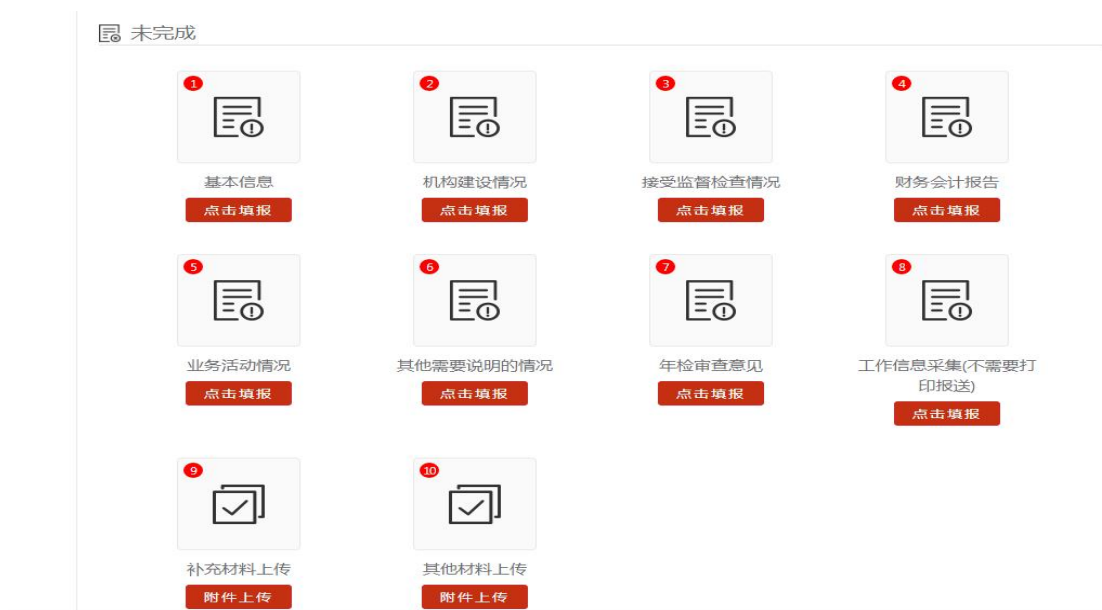 未完成
1
2
3
4
基本信息
机构建设情况
接受监督检查情况
财务会计报告
点击填报
点击填报
点击填报
点击填报
5
6
7
8
业务活动情况
其他需要说明的情况
年检审查意见
工作信息采集(不需要打
印报送)
点击填报
点击填报
点击填报
点击填报
9
10
补充材料上传
其他材料上传
附件上传
附件上传